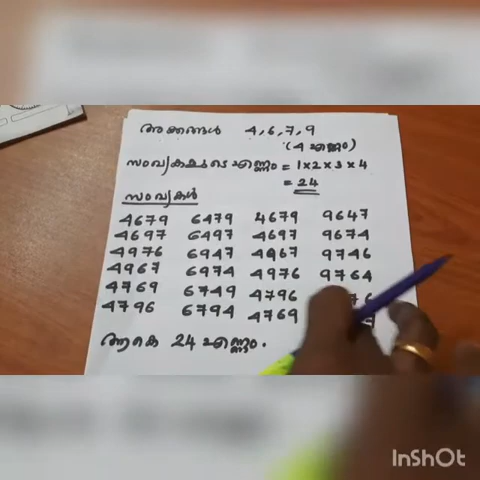 അക്കങ്ങൾ 4,6,7,9
(4 എണ്ണം)
സംഖ്യകളുടെ എണ്ണം = 1×2×3×4
= 24
സംഖ്യകൾ
4679 6479 4679 9647
4697 6497 4697 9674
4976 6947 4967 9746
4967 6974 4976 9764
4769 6749 4796
4796 6794 4769
ആകെ 24 എണ്ണം.
InShOt